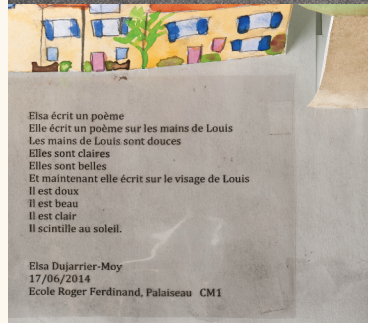 Elsa écrit un poème
Elle écrit un poème sur les mains de Louis
Les mains de Louis sont douces
Elles sont claires
Elles sont belles
Et maintenant elle écrit sur le visage de Louis
Il est doux
Il est beau
Il est clair
Il scintille au soleil.
Elsa Dujarrier-Moy
17/06/2014
Ecole Roger Ferdinand, Palaiseau CM1